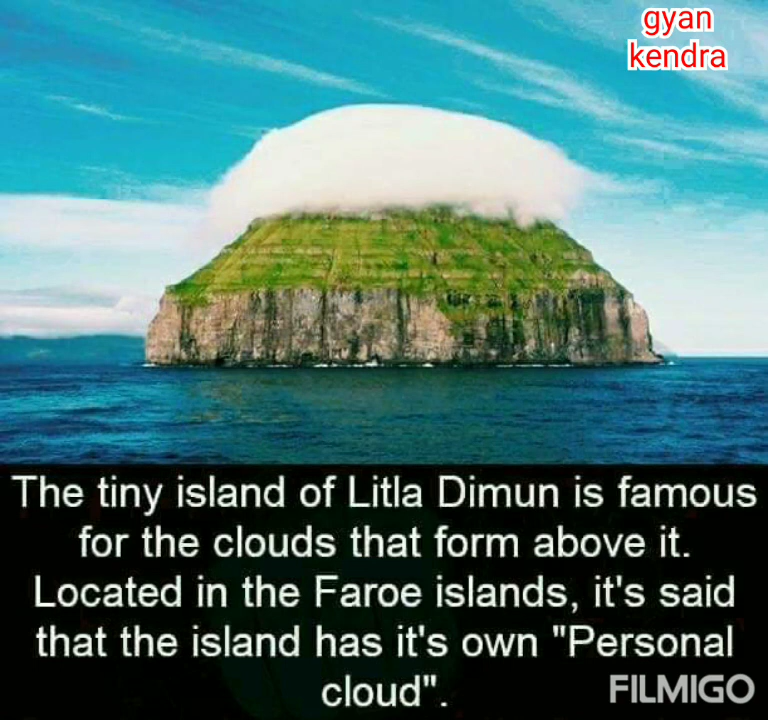 gyan
kendra
The tiny island of Litla Dimun is famous
for the clouds that form above it.
Located in the Faroe islands, it's said
that the island has it's own "Personal
cloud".
FILMIGO